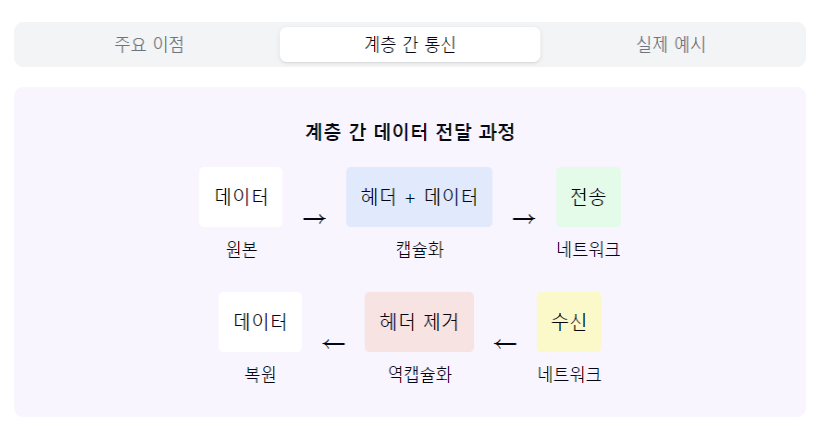 주요 이점 계층 간 통신 실제 예시
계층 간 데이터 전달 과정
데이터 → 헤더 + 데이터 → 전송
원본 캡슐화 네트워크
데이터 ← 헤더 제거 ← 수신
복원 역캡슐화 네트워크